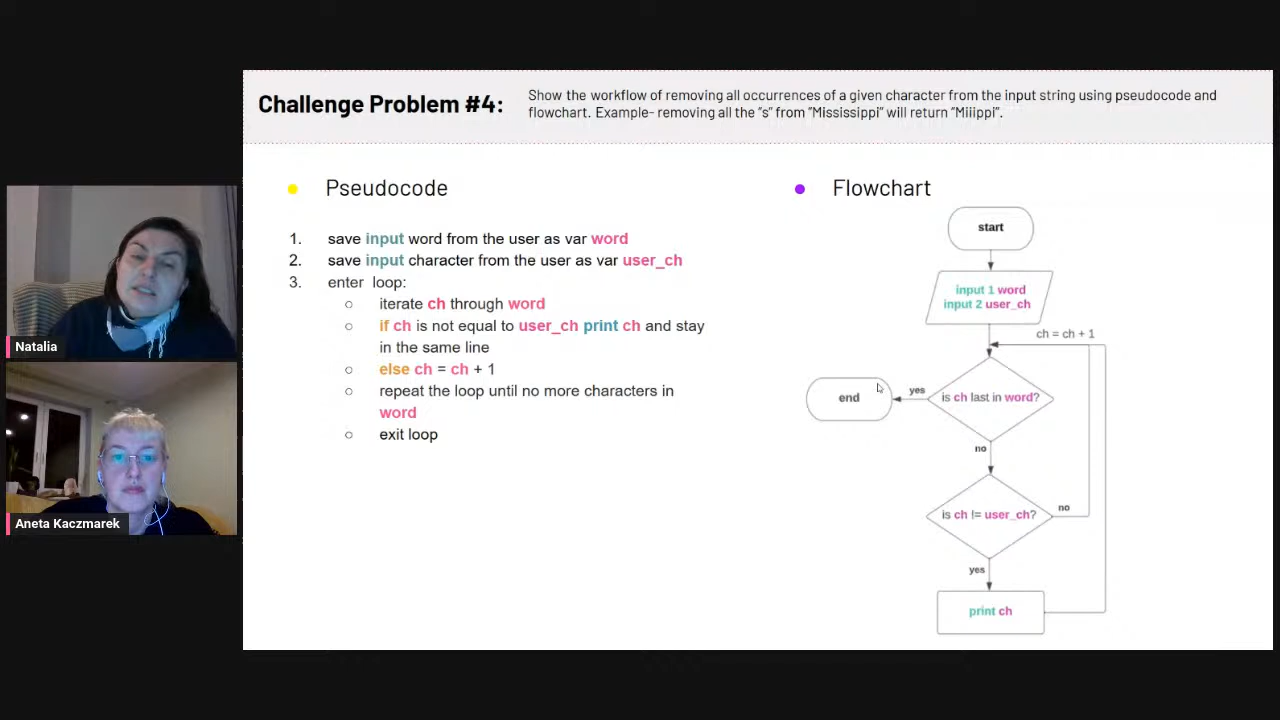 Challenge Problem #4:
Show the workflow of removing all occurrences of a given character from the input string using pseudocode and
flowchart. Example- removing all the "s" from "Mississippi" will return "Miiippi".
Pseudocode
1. save input word from the user as var word
2. save input character from the user as var user_ch
3. enter loop:
iterate ch through word
if ch is not equal to user_ch print ch and stay
in the same line
else ch = ch + 1
repeat the loop until no more characters in
word
exit loop
Flowchart
start
input 1 word
input 2 user_ch
ch = ch + 1
is ch last in word?
yes
end
no
is ch != user_ch?
no
yes
print ch
Natalia
Aneta Kaczmarek